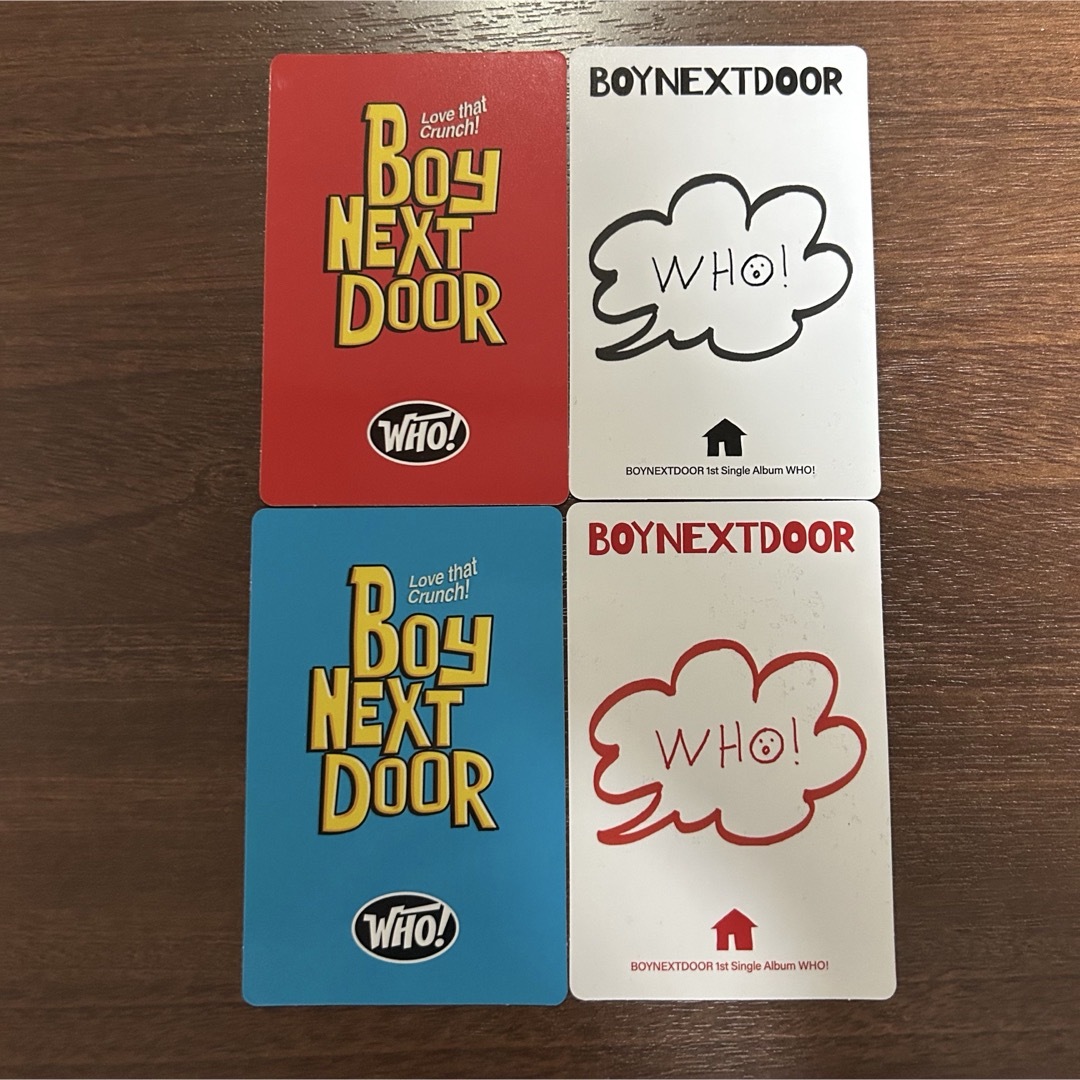 Love that
Crunch!
BOY
NEXT
DOOR
WHO!
BOYNEXTDOOR
WHO!
BOYNEXTDOOR 1st Single Album WHO!
Love that
Crunch!
BOY
NEXT
DOOR
WHO!
BOYNEXTDOOR
WHO!
BOYNEXTDOOR 1st Single Album WHO!